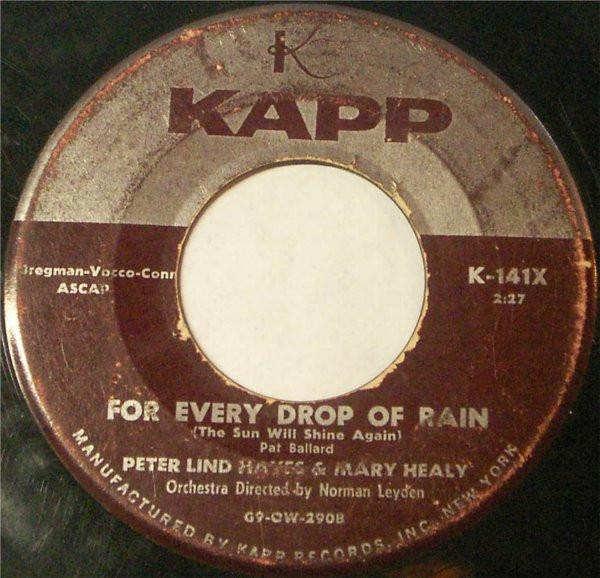 K
KAPP
Bregman-Vocco-Conn
ASCAP
K-141X
2:27
FOR EVERY DROP OF RAIN
(The Sun Will Shine Again)
Pat Ballard
PETER LIND HAYES & MARY HEALY
Orchestra Directed by Norman Leyden
G9-OW-2908
MANUFACTURED BY KAPP RECORDS, INC. NEW YORK